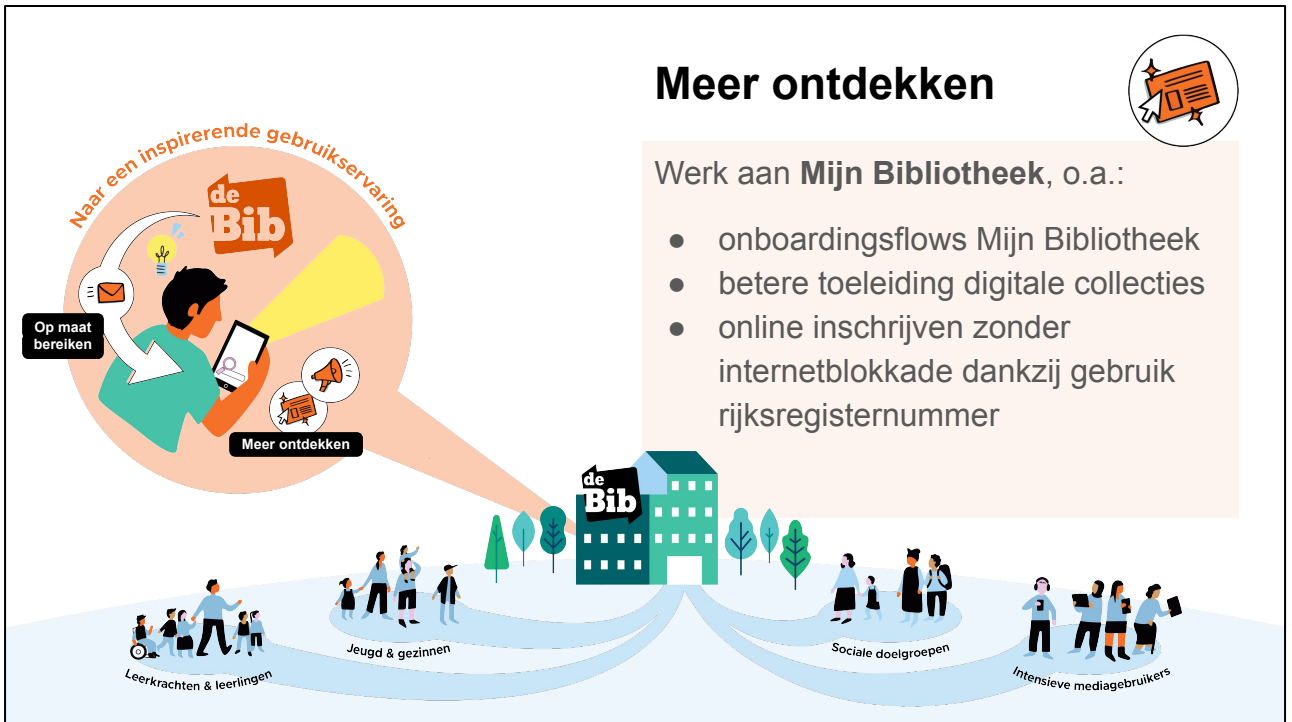 Meer ontdekken
Naar een inspirerende gebruikservaring
de
Bib
Op maat
bereiken
Meer ontdekken
Werk aan Mijn Bibliotheek, o.a.:
● onboardingsflows Mijn Bibliotheek
● betere toeleiding digitale collecties
● online inschrijven zonder
internetblokkade dankzij gebruik
rijksregisternummer
de
Bib
Leerkrachten & leerlingen
Jeugd & gezinnen
Sociale doelgroepen
Intensieve mediagebruikers